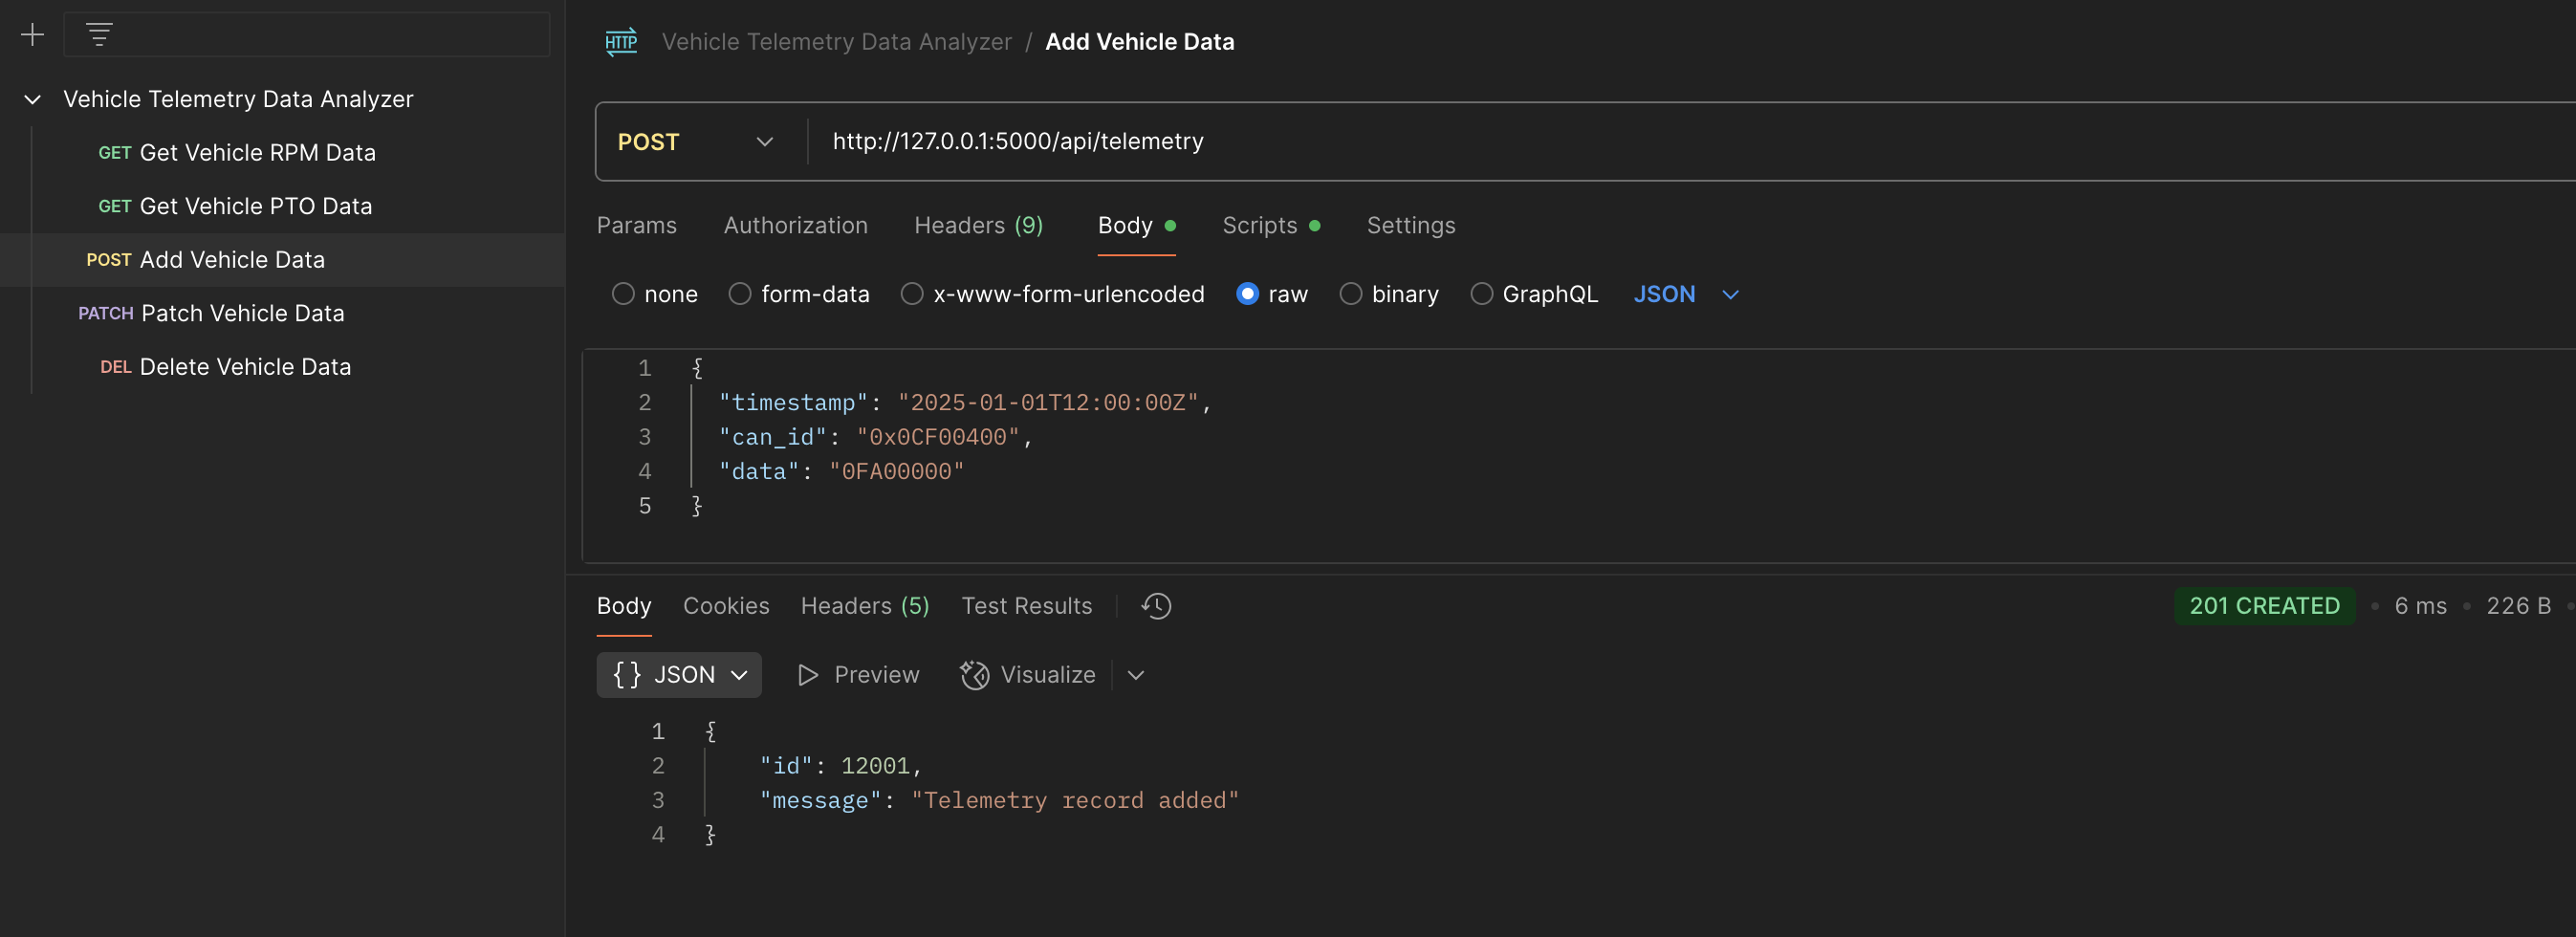 Vehicle Telemetry Data Analyzer
GET Get Vehicle RPM Data
GET Get Vehicle PTO Data
POST Add Vehicle Data
PATCH Patch Vehicle Data
DEL Delete Vehicle Data
HTTP Vehicle Telemetry Data Analyzer / Add Vehicle Data
POST http://127.0.0.1:5000/api/telemetry
Params Authorization Headers (9) Body Scripts Settings
none form-data x-www-form-urlencoded raw binary GraphQL JSON
1 {
2 "timestamp": "2025-01-01T12:00:00Z",
3 "can_id": "0x0CF00400",
4 "data": "0FA00000"
5 }
Body Cookies Headers (5) Test Results 201 CREATED • 6 ms • 226 B •
{} JSON Preview Visualize
1 {
2 "id": 12001,
3 "message": "Telemetry record added"
4 }